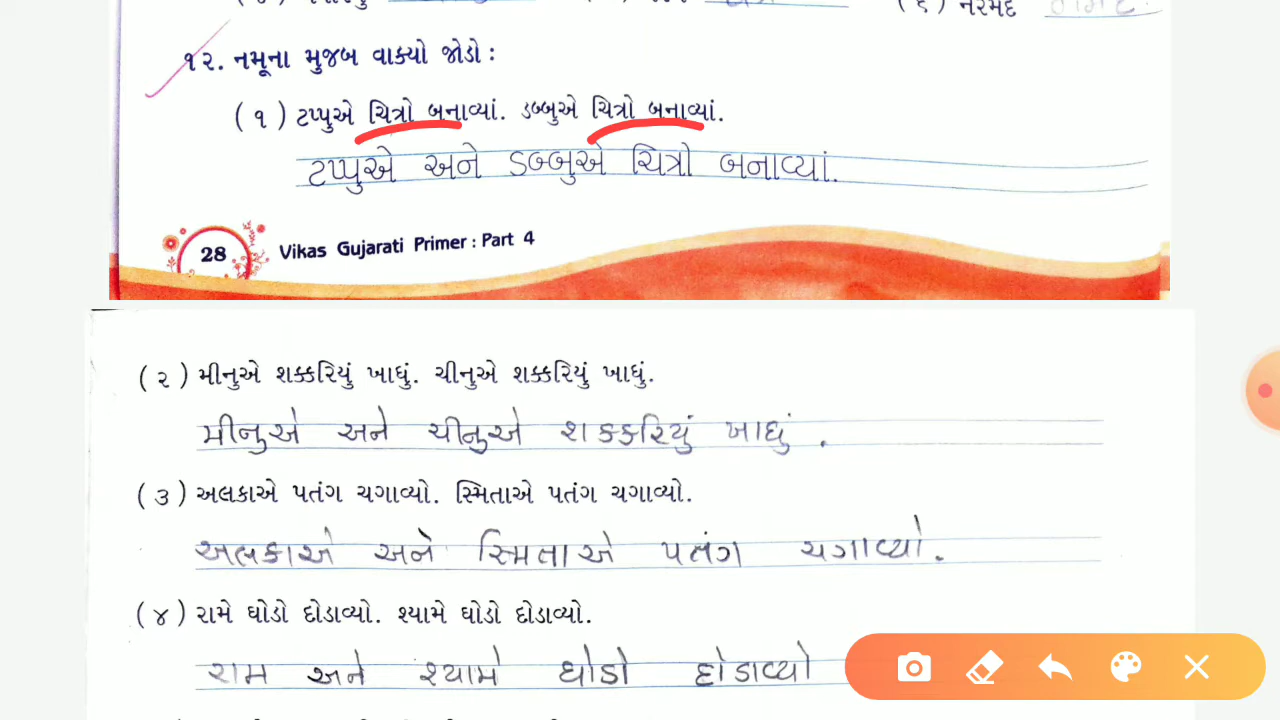 (૬) નરમદ
૧૨. નમૂના મુજબ વાક્યો જોડો :
(૧) ટપ્પુએ ચિત્રો બનાવ્યાં. ડબ્બુએ ચિત્રો બનાવ્યાં.
ટપ્પુએ અને ડબ્બુએ ચિત્રો બનાવ્યાં.
28 Vikas Gujarati Primer : Part 4
(૨) મીનુએ શક્કરિયું ખાધું. ચીનુએ શક્કરિયું ખાધું.
મીનુએ અને ચીનુએ શક્કરિયું ખાધું .
(૩) અલકાએ પતંગ ચગાવ્યો. સ્મિતાએ પતંગ ચગાવ્યો.
અલકાએ અને સ્મિતાએ પતંગ ચગાવ્યો.
(૪) રામે ઘોડો દોડાવ્યો. શ્યામે ઘોડો દોડાવ્યો.
રામ અને શ્યામે ઘોડો દોડાવ્યો